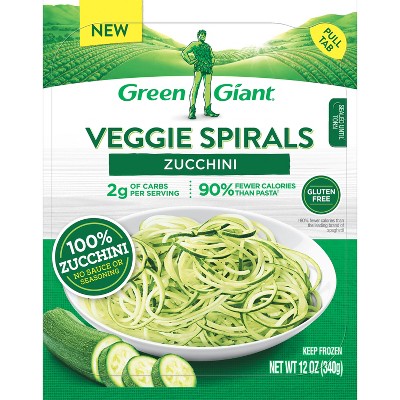 NEW
PULL
TAB
Green Giant®
VEGGIE SPIRALS
ZUCCHINI
2g OF CARBS
PER SERVING
90% FEWER CALORIES
THAN PASTA*
GLUTEN
FREE
100%
ZUCCHINI
NO SAUCE OR
SEASONING
KEEP FROZEN
NET WT 12 OZ (340g)